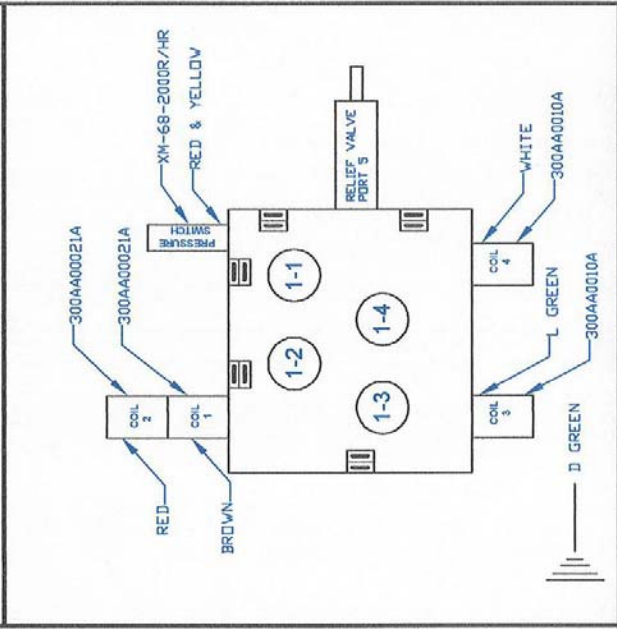 XM-68-2000R/HR
RED & YELLOW
300AA00021A
300AA00021A
PRESSURE
SWITCH
RELIEF VALVE
PORT 5
COIL
2
COIL
1
RED
BROWN
1-1
1-2
1-4
1-3
WHITE
300AA0010A
COIL
4
L GREEN
300AA0010A
COIL
3
D GREEN